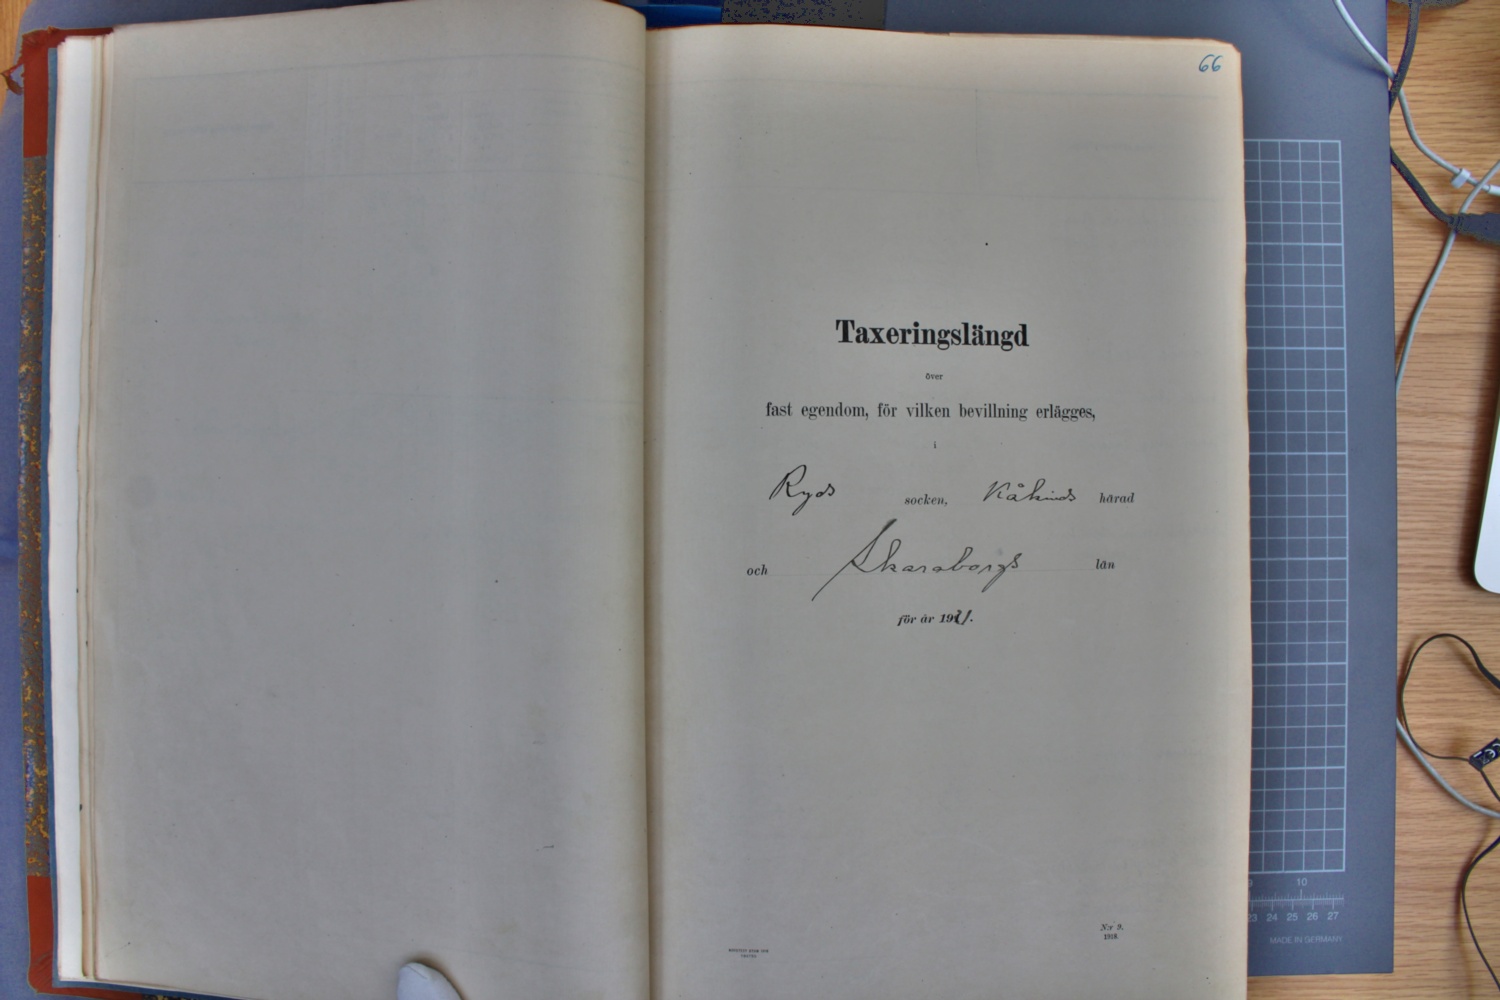 66
Taxeringslängd
över
fast egendom, för vilken bevillning erlägges,
i
Ryds socken, Kåkinds härad
och Skaraborgs län
för år 1921.
N:r 9.
1918.
10
23 24 25 26 27
MADE IN GERMANY